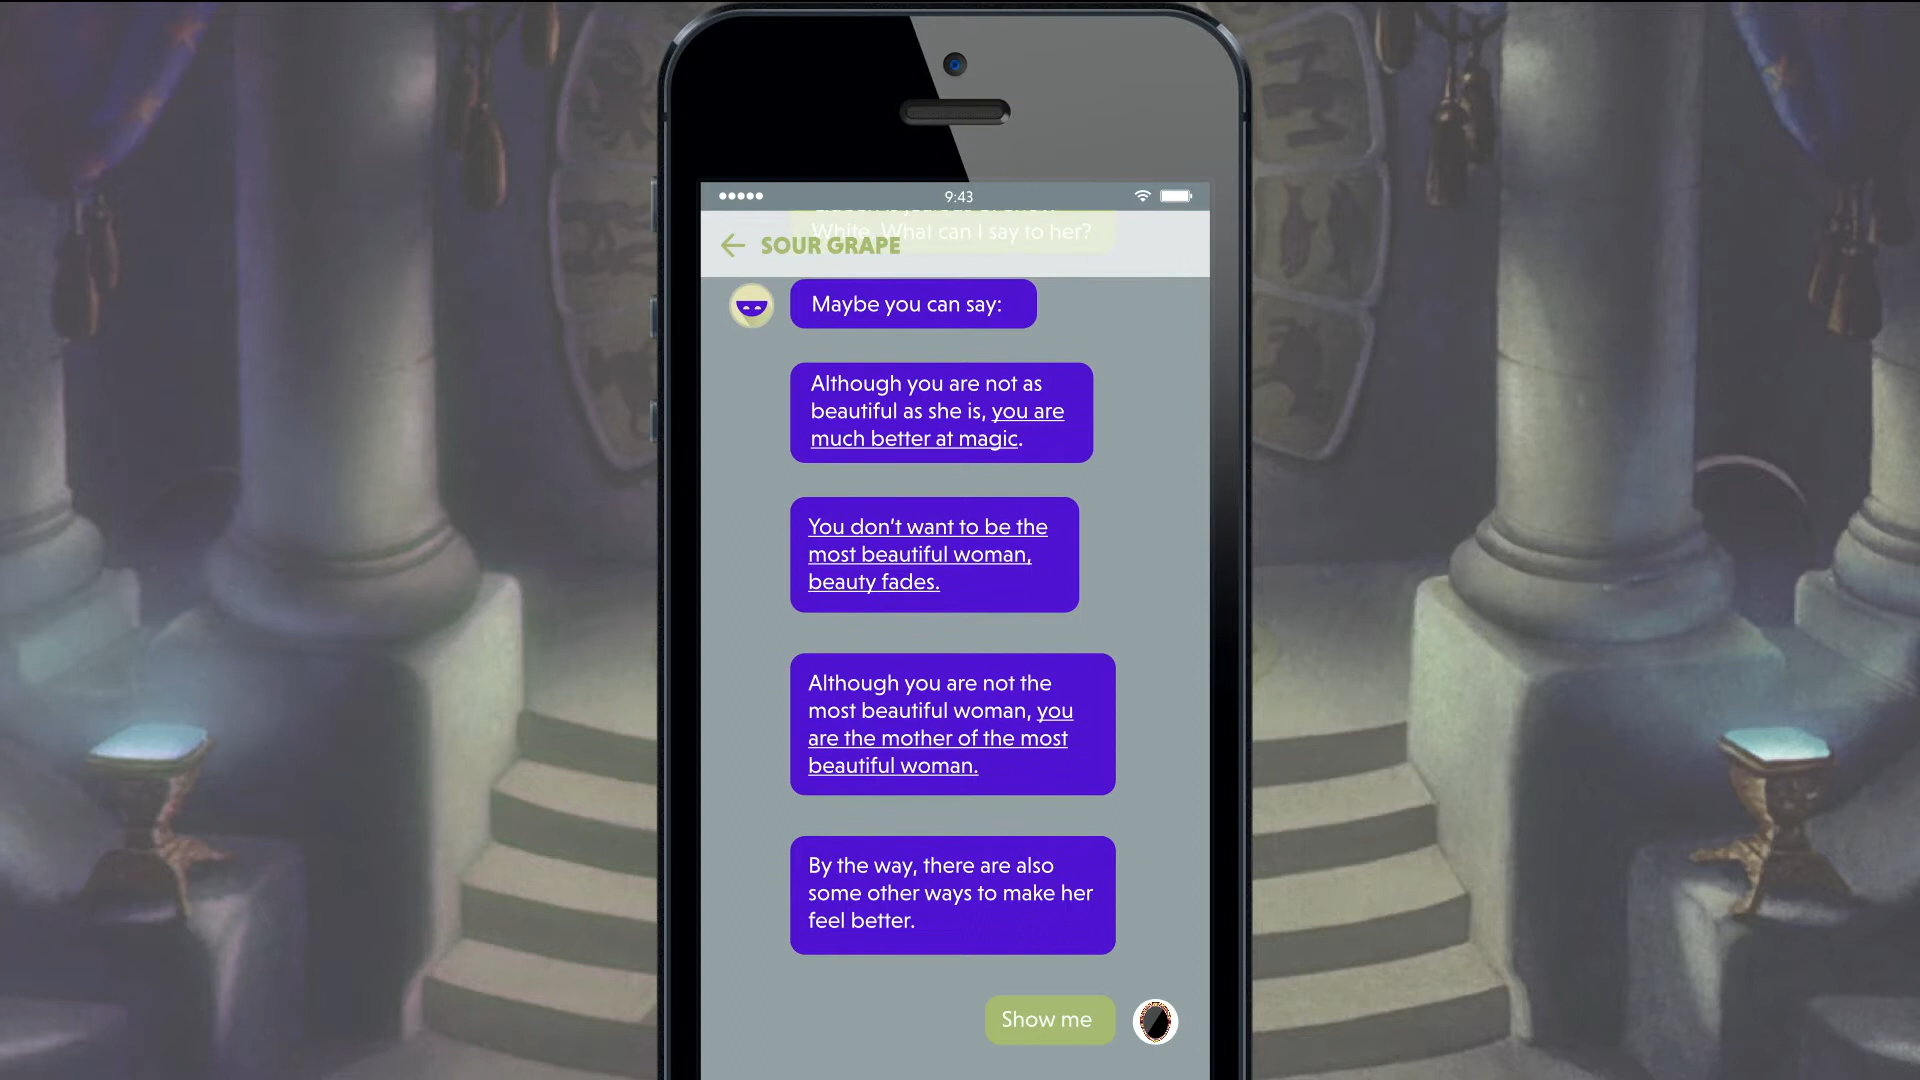 9:43
White. What can I say to her?
SOUR GRAPE
Maybe you can say:
Although you are not as
beautiful as she is, you are
much better at magic.
You don't want to be the
most beautiful woman,
beauty fades.
Although you are not the
most beautiful woman, you
are the mother of the most
beautiful woman.
By the way, there are also
some other ways to make her
feel better.
Show me